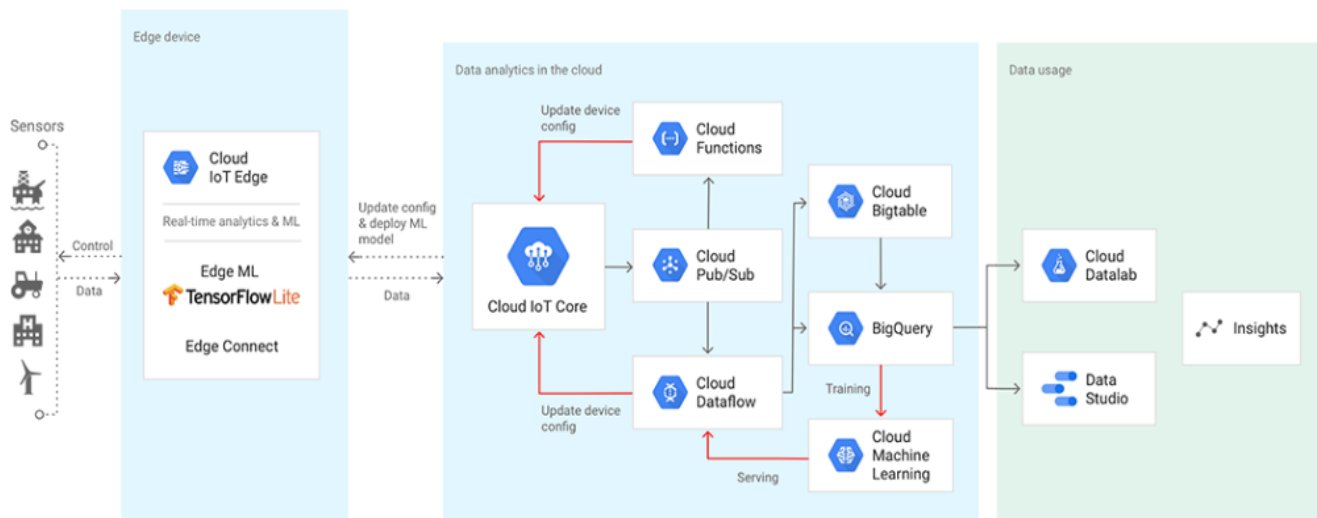 Edge device
Data analytics in the cloud
Data usage
Sensors
Cloud
IoT Edge
Real-time analytics & ML
Edge ML
TensorFlow Lite
Edge Connect
Control
Data
Update config
& deploy ML
model
Data
Update device
config
Cloud
Functions
Cloud IoT Core
Cloud
Pub/Sub
Cloud
Dataflow
Update device
config
Cloud
Bigtable
BigQuery
Training
Cloud
Machine
Learning
Serving
Cloud
Datalab
Data
Studio
Insights